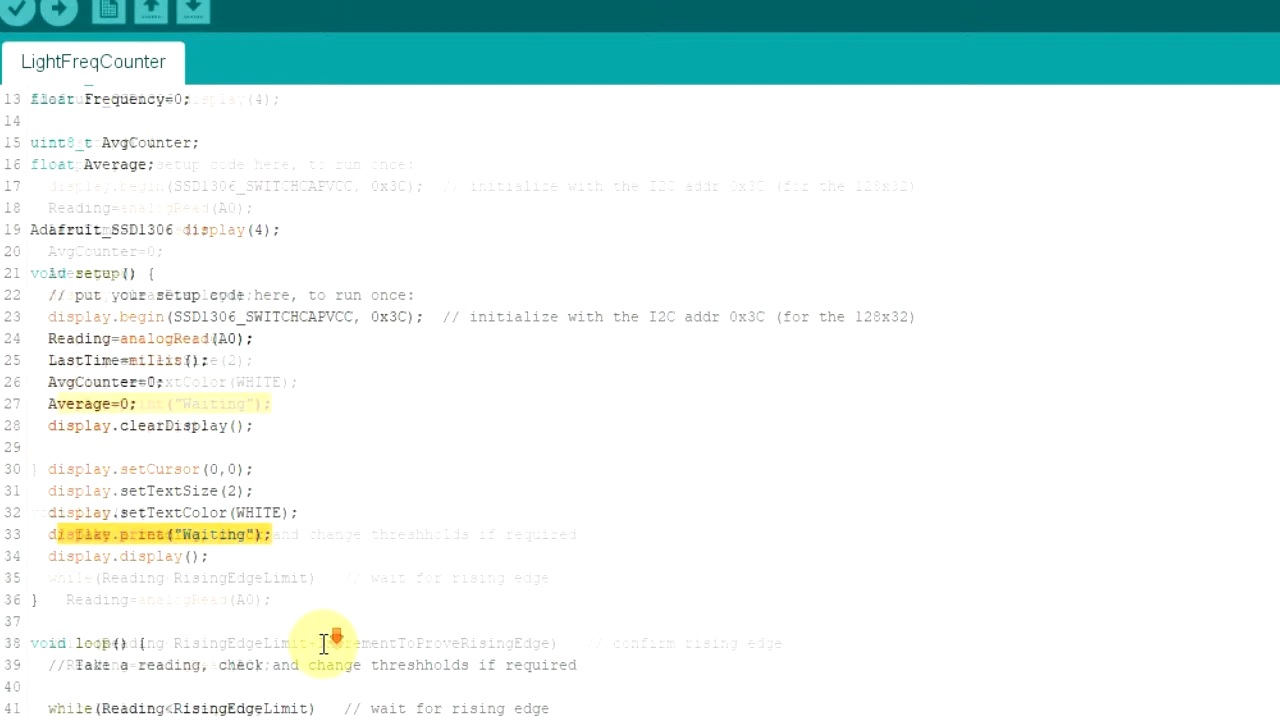 LightFreqCounter
13 float Frequency=0;
14
15 uint8_t AvgCounter;
16 float Average;
17
18
19 Adafruit_SSD1306 display(4);
20
21 void setup() {
22 // put your setup code here, to run once:
23 display.begin(SSD1306_SWITCHCAPVCC, 0x3C); // initialize with the I2C addr 0x3C (for the 128x32)
24 Reading=analogRead(A0);
25 LastTime=millis();
26 AvgCounter=0;
27 Average=0;
28 display.clearDisplay();
29
30 display.setCursor(0,0);
31 display.setTextSize(2);
32 display.setTextColor(WHITE);
33 display.print("Waiting");
34 display.display();
35
36 }
37
38 void loop() {
39 //Take a reading, check and change threshholds if required
40
41 while(Reading<RisingEdgeLimit) // wait for rising edge